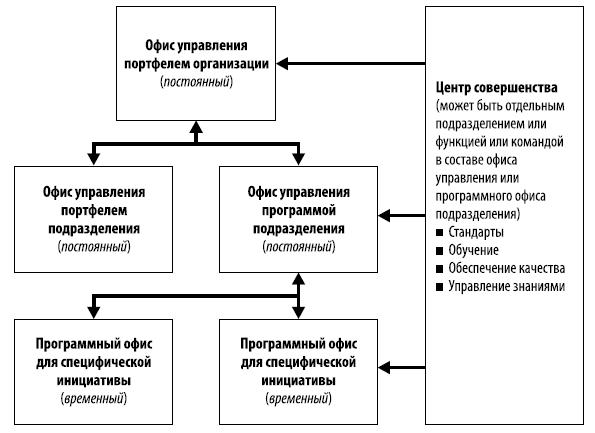 Офис управления
портфелем организации
(постоянный)
Офис управления
портфелем
подразделения
(постоянный)
Офис управления
программой
подразделения
(постоянный)
Программный офис
для специфической
инициативы
(временный)
Программный офис
для специфической
инициативы
(временный)
Центр совершенства
(может быть отдельным
подразделением или
функцией или командой
в составе офиса
управления или
программного офиса
подразделения)
■ Стандарты
■ Обучение
■ Обеспечение качества
■ Управление знаниями